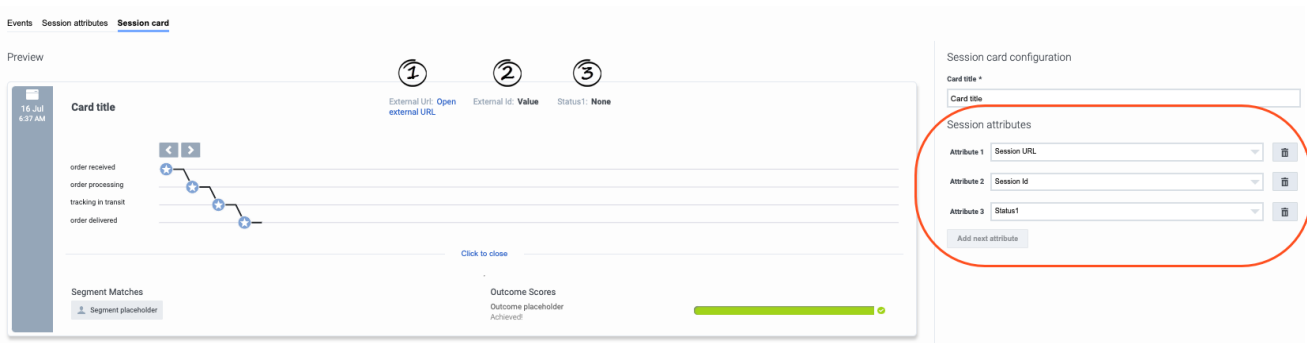 Events Session attributes Session card
Preview
1 2 3
16 Jul
6:37 AM
Card title
External Url: Open
external URL
External Id: Value
Status1: None
order received
order processing
tracking in transit
order delivered
Click to close
Segment Matches
Segment placeholder
Outcome Scores
Outcome placeholder
Achieved!
Session card configuration
Card title *
Card title
Session attributes
Attribute 1 Session URL
Attribute 2 Session Id
Attribute 3 Status1
Add next attribute